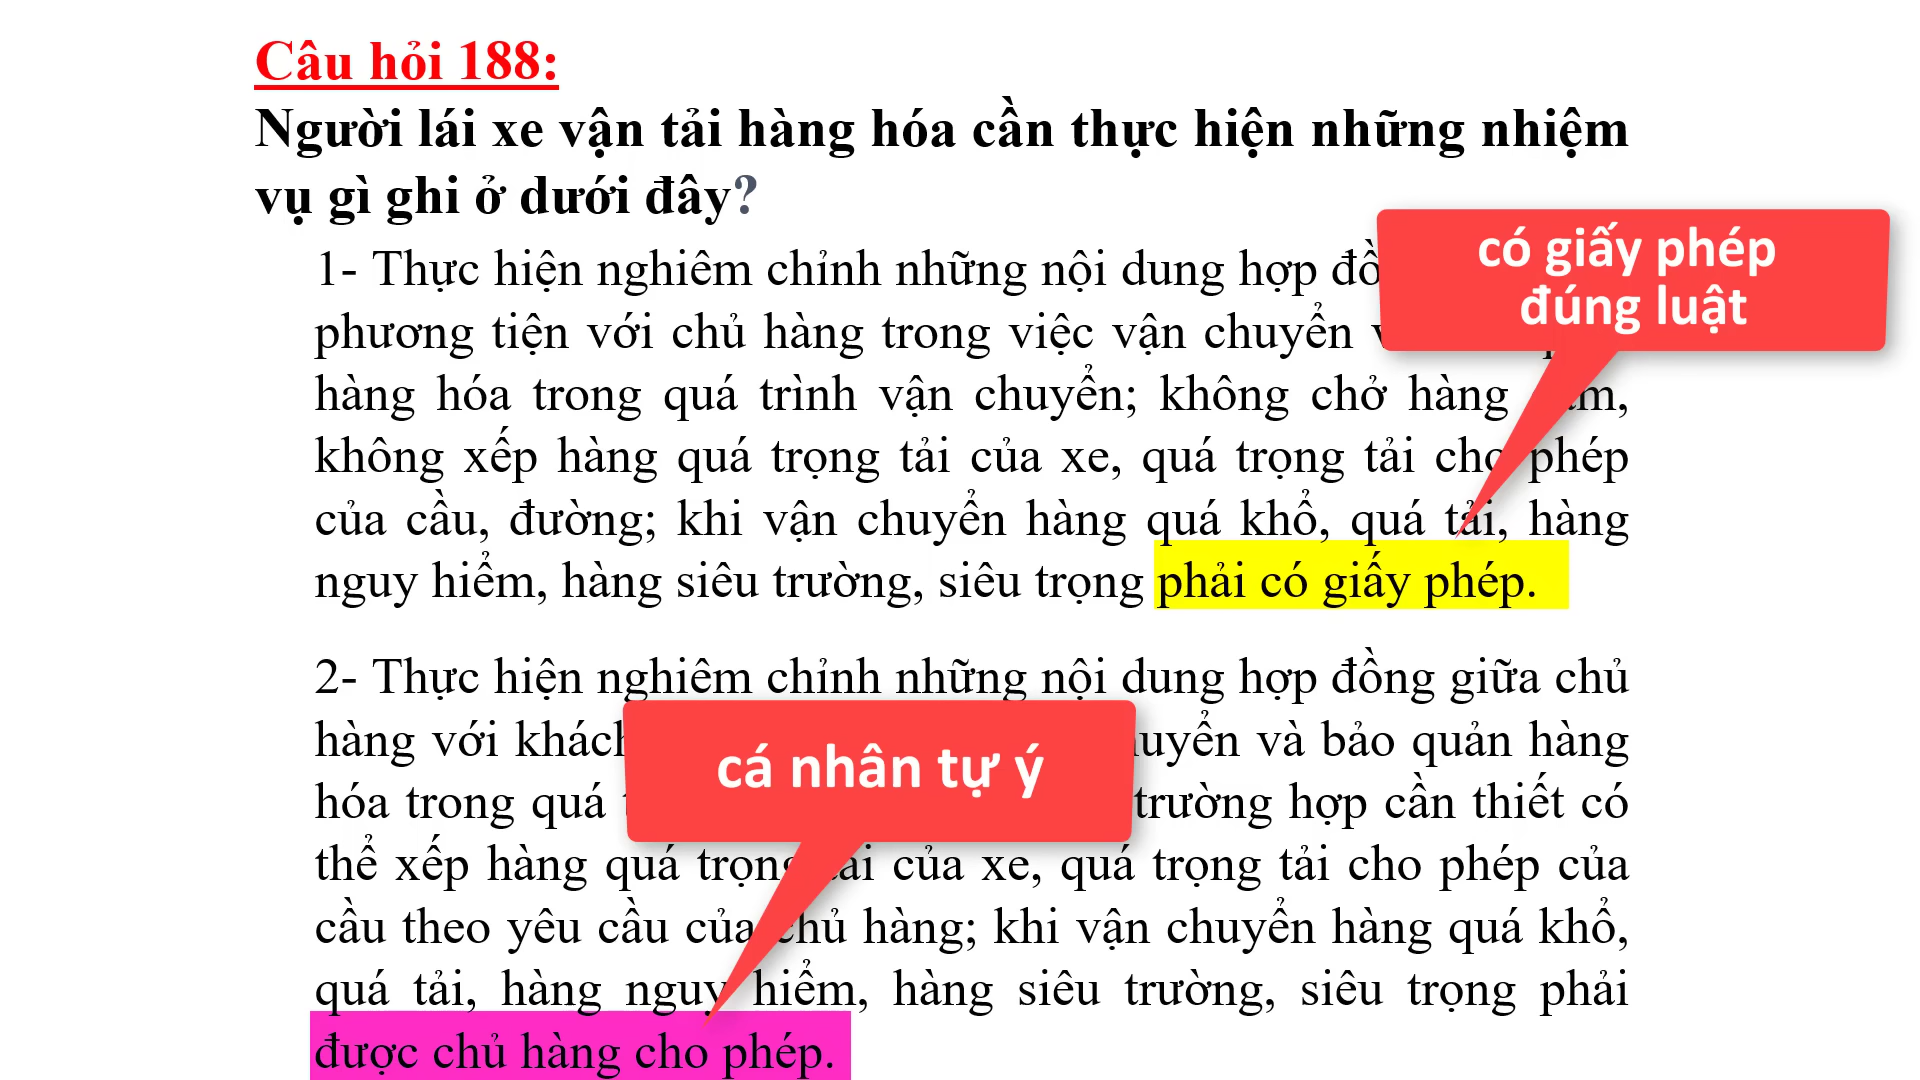 Câu hỏi 188:
Người lái xe vận tải hàng hóa cần thực hiện những nhiệm
vụ gì ghi ở dưới đây?
có giấy phép
đúng luật
1- Thực hiện nghiêm chỉnh những nội dung hợp
phương tiện với chủ hàng trong việc vận chuyển
hàng hóa trong quá trình vận chuyển; không chở hàng
không xếp hàng quá trọng tải của xe, quá trọng tải cho phép
của cầu, đường; khi vận chuyển hàng quá khổ, quá tải, hàng
nguy hiểm, hàng siêu trường, siêu trọng phải có giấy phép.
2- Thực hiện nghiêm chỉnh những nội dung hợp đồng giữa chủ
hàng với và bảo quản hàng
cá nhân tự ý
hóa trong quá trường hợp cần thiết có
thể xếp hàng quá trọng tải của xe, quá trọng tải cho phép của
cầu theo yêu cầu của chủ hàng; khi vận chuyển hàng quá khổ,
quá tải, hàng nguy hiểm, hàng siêu trường, siêu trọng phải
được chủ hàng cho phép.